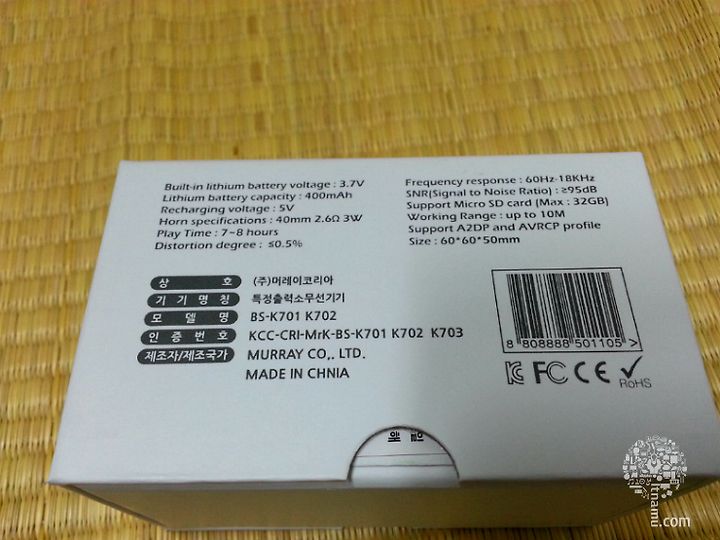 Built-in lithium battery voltage : 3.7V
Lithium battery capacity : 400mAh
Recharging voltage : 5V
Horn specifications : 40mm 2.6Ω 3W
Play Time : 7~8 hours
Distortion degree : ≤0.5%
Frequency response : 60Hz-18KHz
SNR(Signal to Noise Ratio) : ≥95dB
Support Micro SD card (Max : 32GB)
Working Range : up to 10M
Support A2DP and AVRCP profile
Size : 60*60*50mm
상 호 (주)머레이코리아
기 기 명 칭 특정출력소무선기기
모 델 명 BS-K701 K702
인 증 번 호 KCC-CRI-MrK-BS-K701 K702 K703
제조자/제조국가 MURRAY CO,. LTD.
MADE IN CHNIA
8 808888 501105 >
FC CE RoHS
itnamu.com